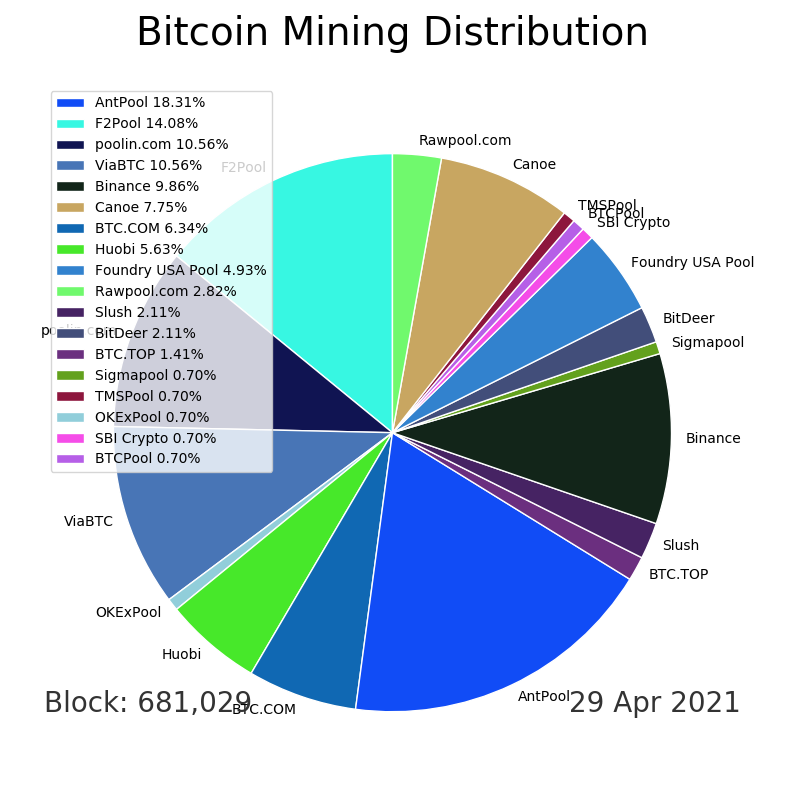 Bitcoin Mining Distribution
AntPool 18.31%
F2Pool 14.08%
poolin.com 10.56%
ViaBTC 10.56%
Binance 9.86%
Canoe 7.75%
BTC.COM 6.34%
Huobi 5.63%
Foundry USA Pool 4.93%
Rawpool.com 2.82%
Slush 2.11%
BitDeer 2.11%
BTC.TOP 1.41%
Sigmapool 0.70%
TMSPool 0.70%
OKExPool 0.70%
SBI Crypto 0.70%
BTCPool 0.70%
Rawpool.com
Canoe
TMSPool
BTCPool
SBI Crypto
Foundry USA Pool
BitDeer
Sigmapool
Binance
Slush
BTC.TOP
AntPool
BTC.COM
Huobi
OKExPool
ViaBTC
poolin.com
F2Pool
Block: 681,029
29 Apr 2021